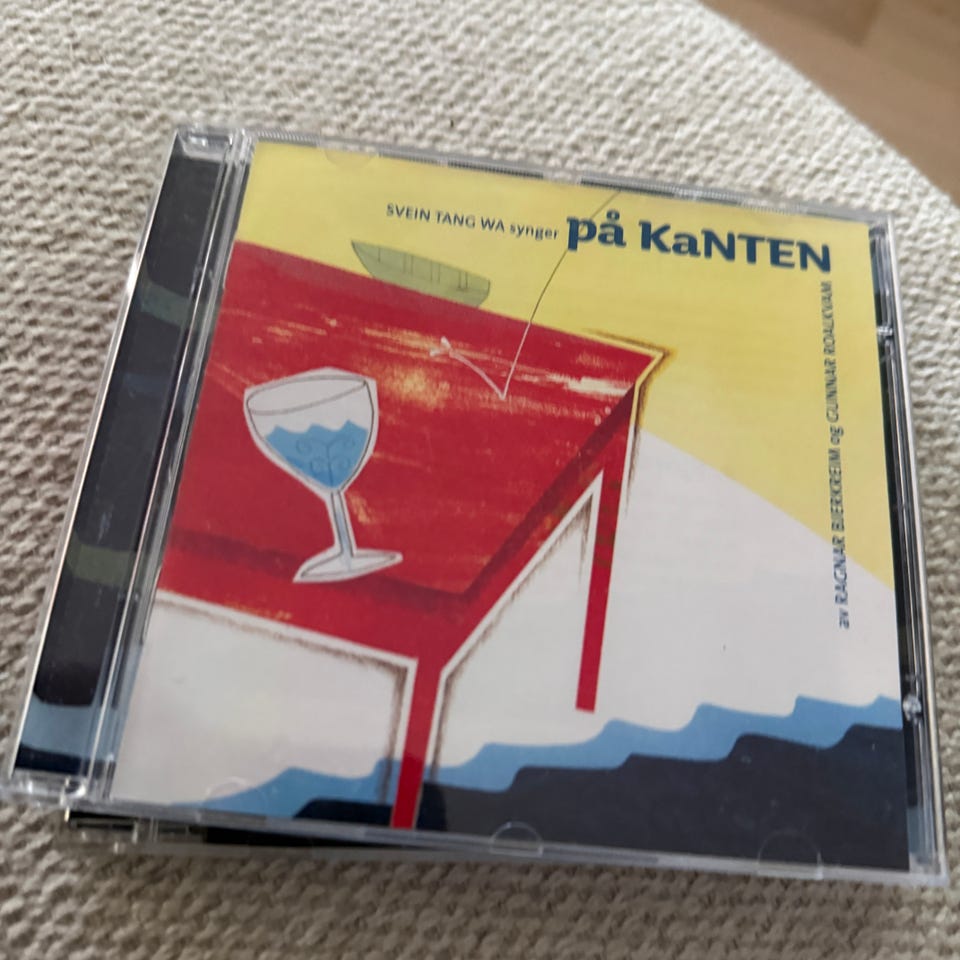 SVEIN TANG WA synger på KaNTEN
av RAGNAR BJERKREIM og GUNNAR ROALKVAM